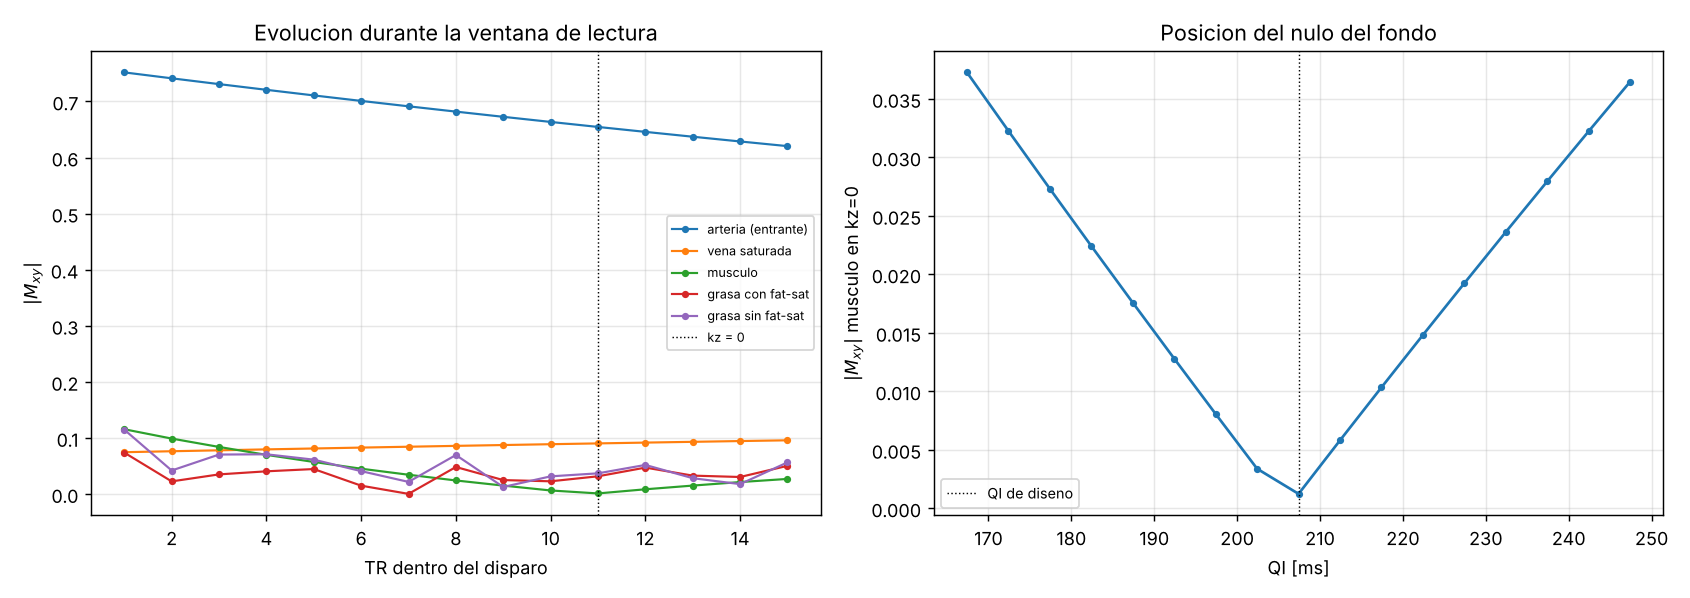 Evolucion durante la ventana de lectura
|M_xy|
0.7
0.6
0.5
0.4
0.3
0.2
0.1
0.0
arteria (entrante)
vena saturada
musculo
grasa con fat-sat
grasa sin fat-sat
kz = 0
2 4 6 8 10 12 14
TR dentro del disparo
Posicion del nulo del fondo
|M_xy| musculo en kz=0
0.035
0.030
0.025
0.020
0.015
0.010
0.005
0.000
QI de diseno
170 180 190 200 210 220 230 240 250
QI [ms]